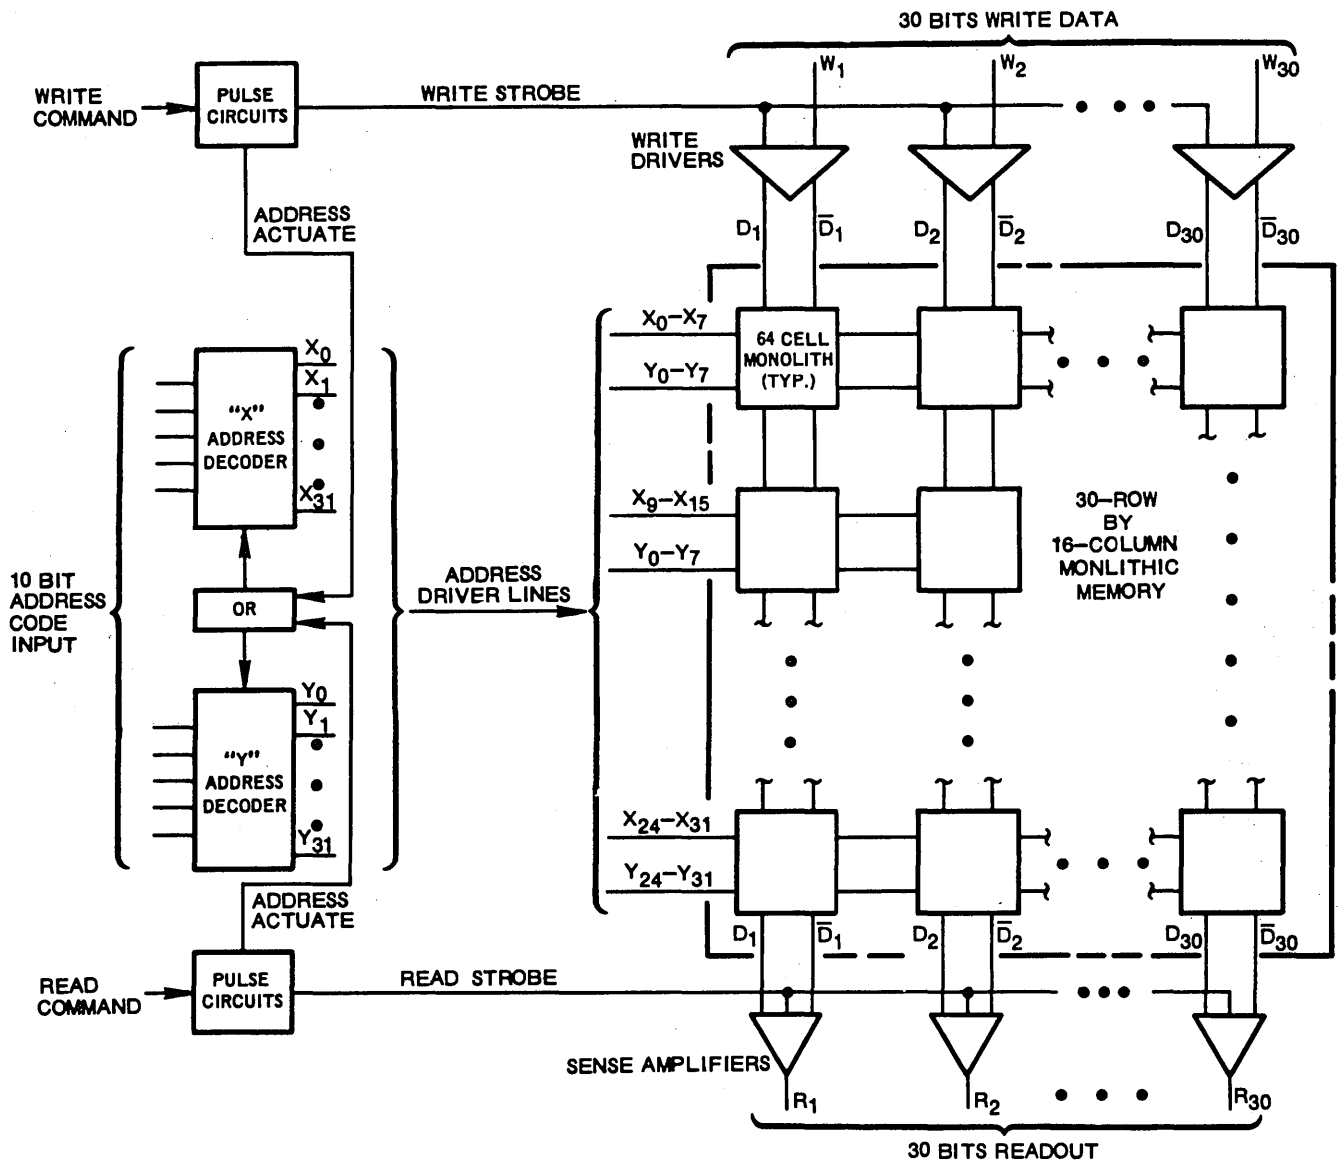 30 BITS WRITE DATA
W1
W2
W30
WRITE
COMMAND
PULSE
CIRCUITS
WRITE STROBE
WRITE
DRIVERS
ADDRESS
ACTUATE
D1
D̅1
D2
D̅2
D30
D̅30
X0–X7
Y0–Y7
64 CELL
MONOLITH
(TYP.)
10 BIT
ADDRESS
CODE
INPUT
"X"
ADDRESS
DECODER
X0
X1
X31
X9–X15
Y0–Y7
30–ROW
BY
16–COLUMN
MONLITHIC
MEMORY
OR
ADDRESS
DRIVER LINES
"Y"
ADDRESS
DECODER
Y0
Y1
Y31
X24–X31
Y24–Y31
ADDRESS
ACTUATE
D1
D̅1
D2
D̅2
D30
D̅30
READ
COMMAND
PULSE
CIRCUITS
READ STROBE
SENSE AMPLIFIERS
R1
R2
R30
30 BITS READOUT